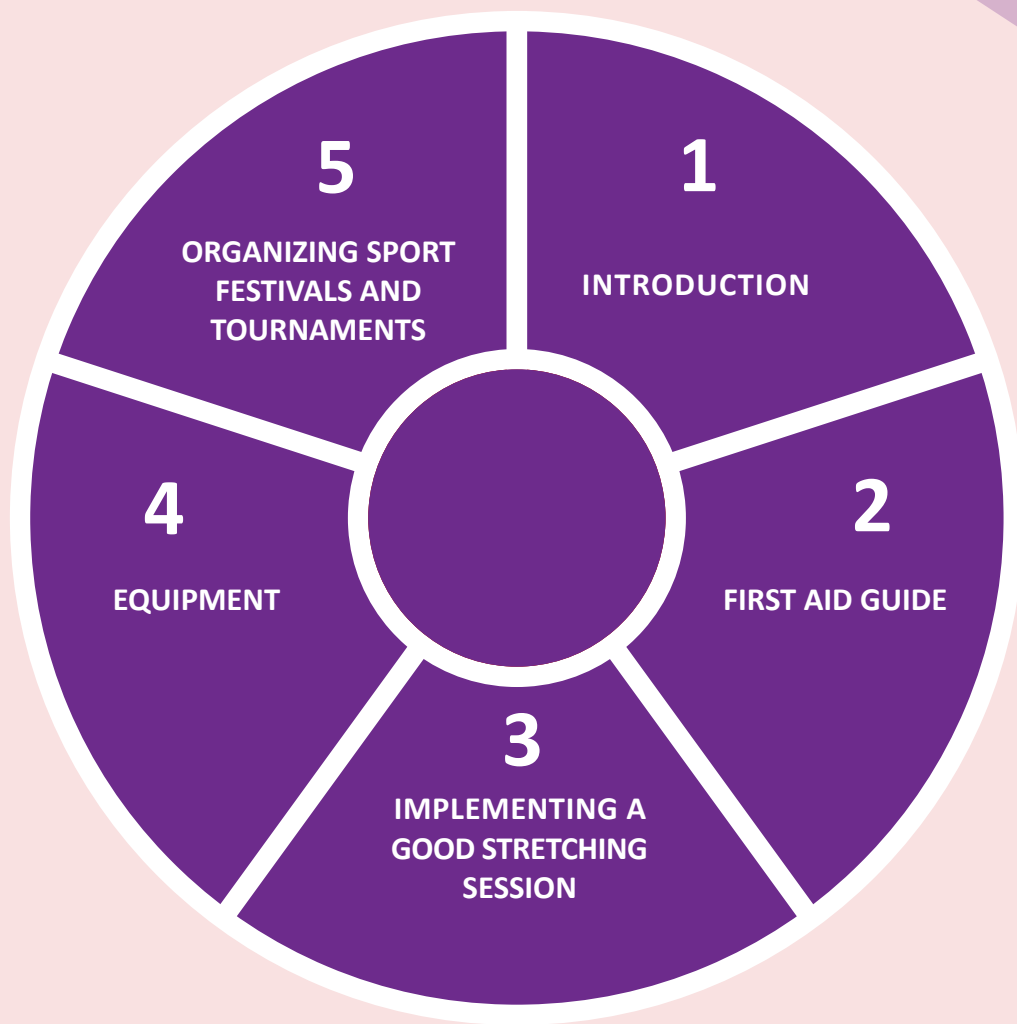 1
INTRODUCTION
2
FIRST AID GUIDE
3
IMPLEMENTING A
GOOD STRETCHING
SESSION
4
EQUIPMENT
5
ORGANIZING SPORT
FESTIVALS AND
TOURNAMENTS